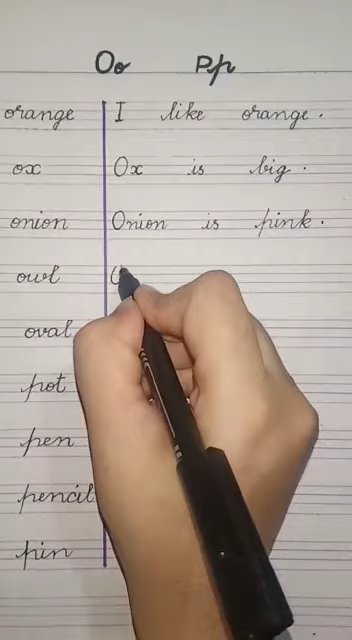 Oo Pp
orange I like orange.
ox Ox is big.
onion Onion is pink.
owl O
oval
pot
pen
pencil
pin